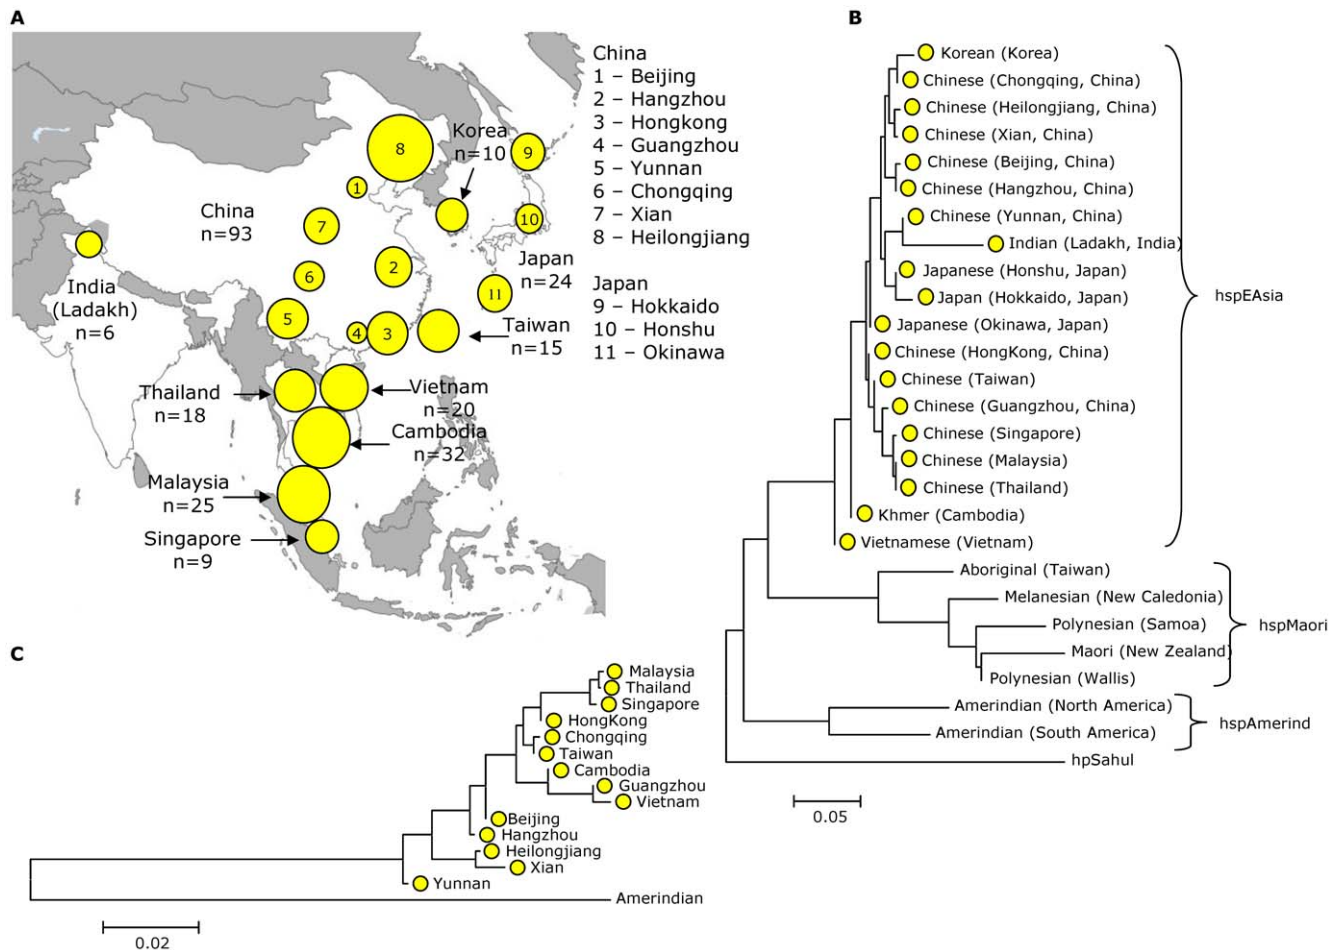 A
China
1 – Beijing
2 – Hangzhou
3 – Hongkong
4 – Guangzhou
5 – Yunnan
6 – Chongqing
7 – Xian
8 – Heilongjiang
Japan
9 – Hokkaido
10 – Honshu
11 – Okinawa
Korea
n=10
8
9
1
China
n=93
7
10
2
Japan
n=24
6
11
India
(Ladakh)
n=6
5
4
3
Taiwan
n=15
Thailand
n=18
Vietnam
n=20
Cambodia
n=32
Malaysia
n=25
Singapore
n=9
B
Korean (Korea)
Chinese (Chongqing, China)
Chinese (Heilongjiang, China)
Chinese (Xian, China)
Chinese (Beijing, China)
Chinese (Hangzhou, China)
Chinese (Yunnan, China)
Indian (Ladakh, India)
Japanese (Honshu, Japan)
Japan (Hokkaido, Japan)
Japanese (Okinawa, Japan)
Chinese (HongKong, China)
Chinese (Taiwan)
Chinese (Guangzhou, China)
Chinese (Singapore)
Chinese (Malaysia)
Chinese (Thailand)
Khmer (Cambodia)
Vietnamese (Vietnam)
hspEAsia
Aboriginal (Taiwan)
Melanesian (New Caledonia)
Polynesian (Samoa)
Maori (New Zealand)
Polynesian (Wallis)
hspMaori
Amerindian (North America)
Amerindian (South America)
hspAmerind
hpSahul
0.05
C
Malaysia
Thailand
Singapore
HongKong
Chongqing
Taiwan
Cambodia
Guangzhou
Vietnam
Beijing
Hangzhou
Heilongjiang
Xian
Yunnan
Amerindian
0.02